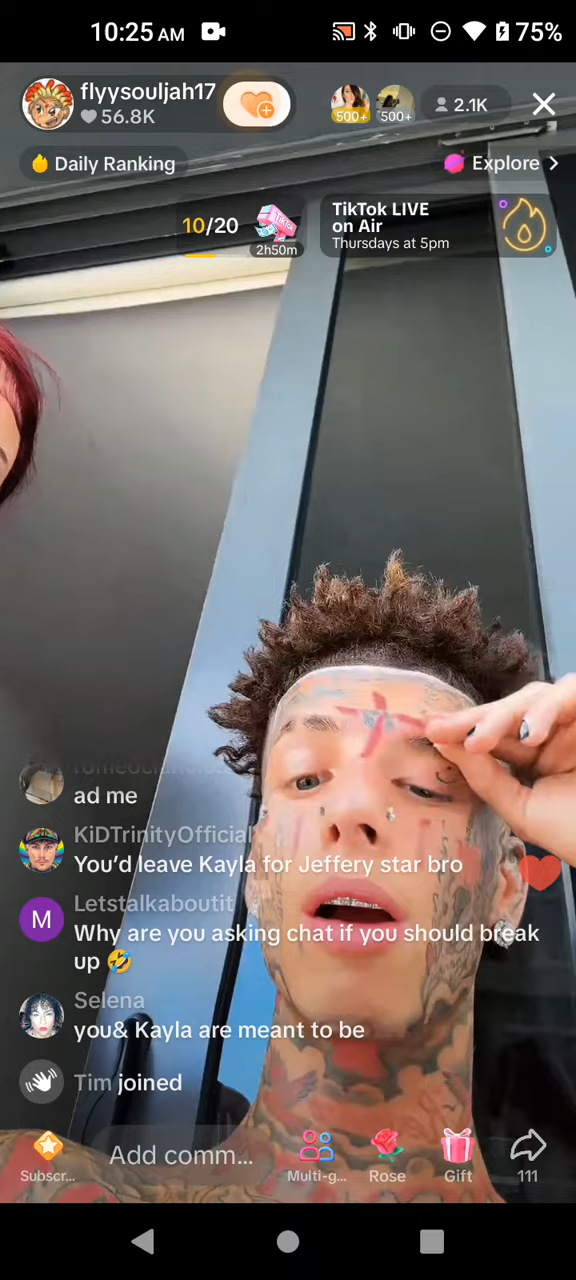 10:25 AM
75%
flyysouljah17
56.8K
500+
500+
2.1K
Daily Ranking
Explore >
10/20
TikTok
2h50m
TikTok LIVE
on Air
Thursdays at 5pm
ad me
KiDTrinityOfficial
You'd leave Kayla for Jeffery star bro
M
Letstalkaboutit
Why are you asking chat if you should break
up 🤣
Selena
you& Kayla are meant to be
Tim joined
Add comm...
Subscr...
Multi-g...
Rose
Gift
111